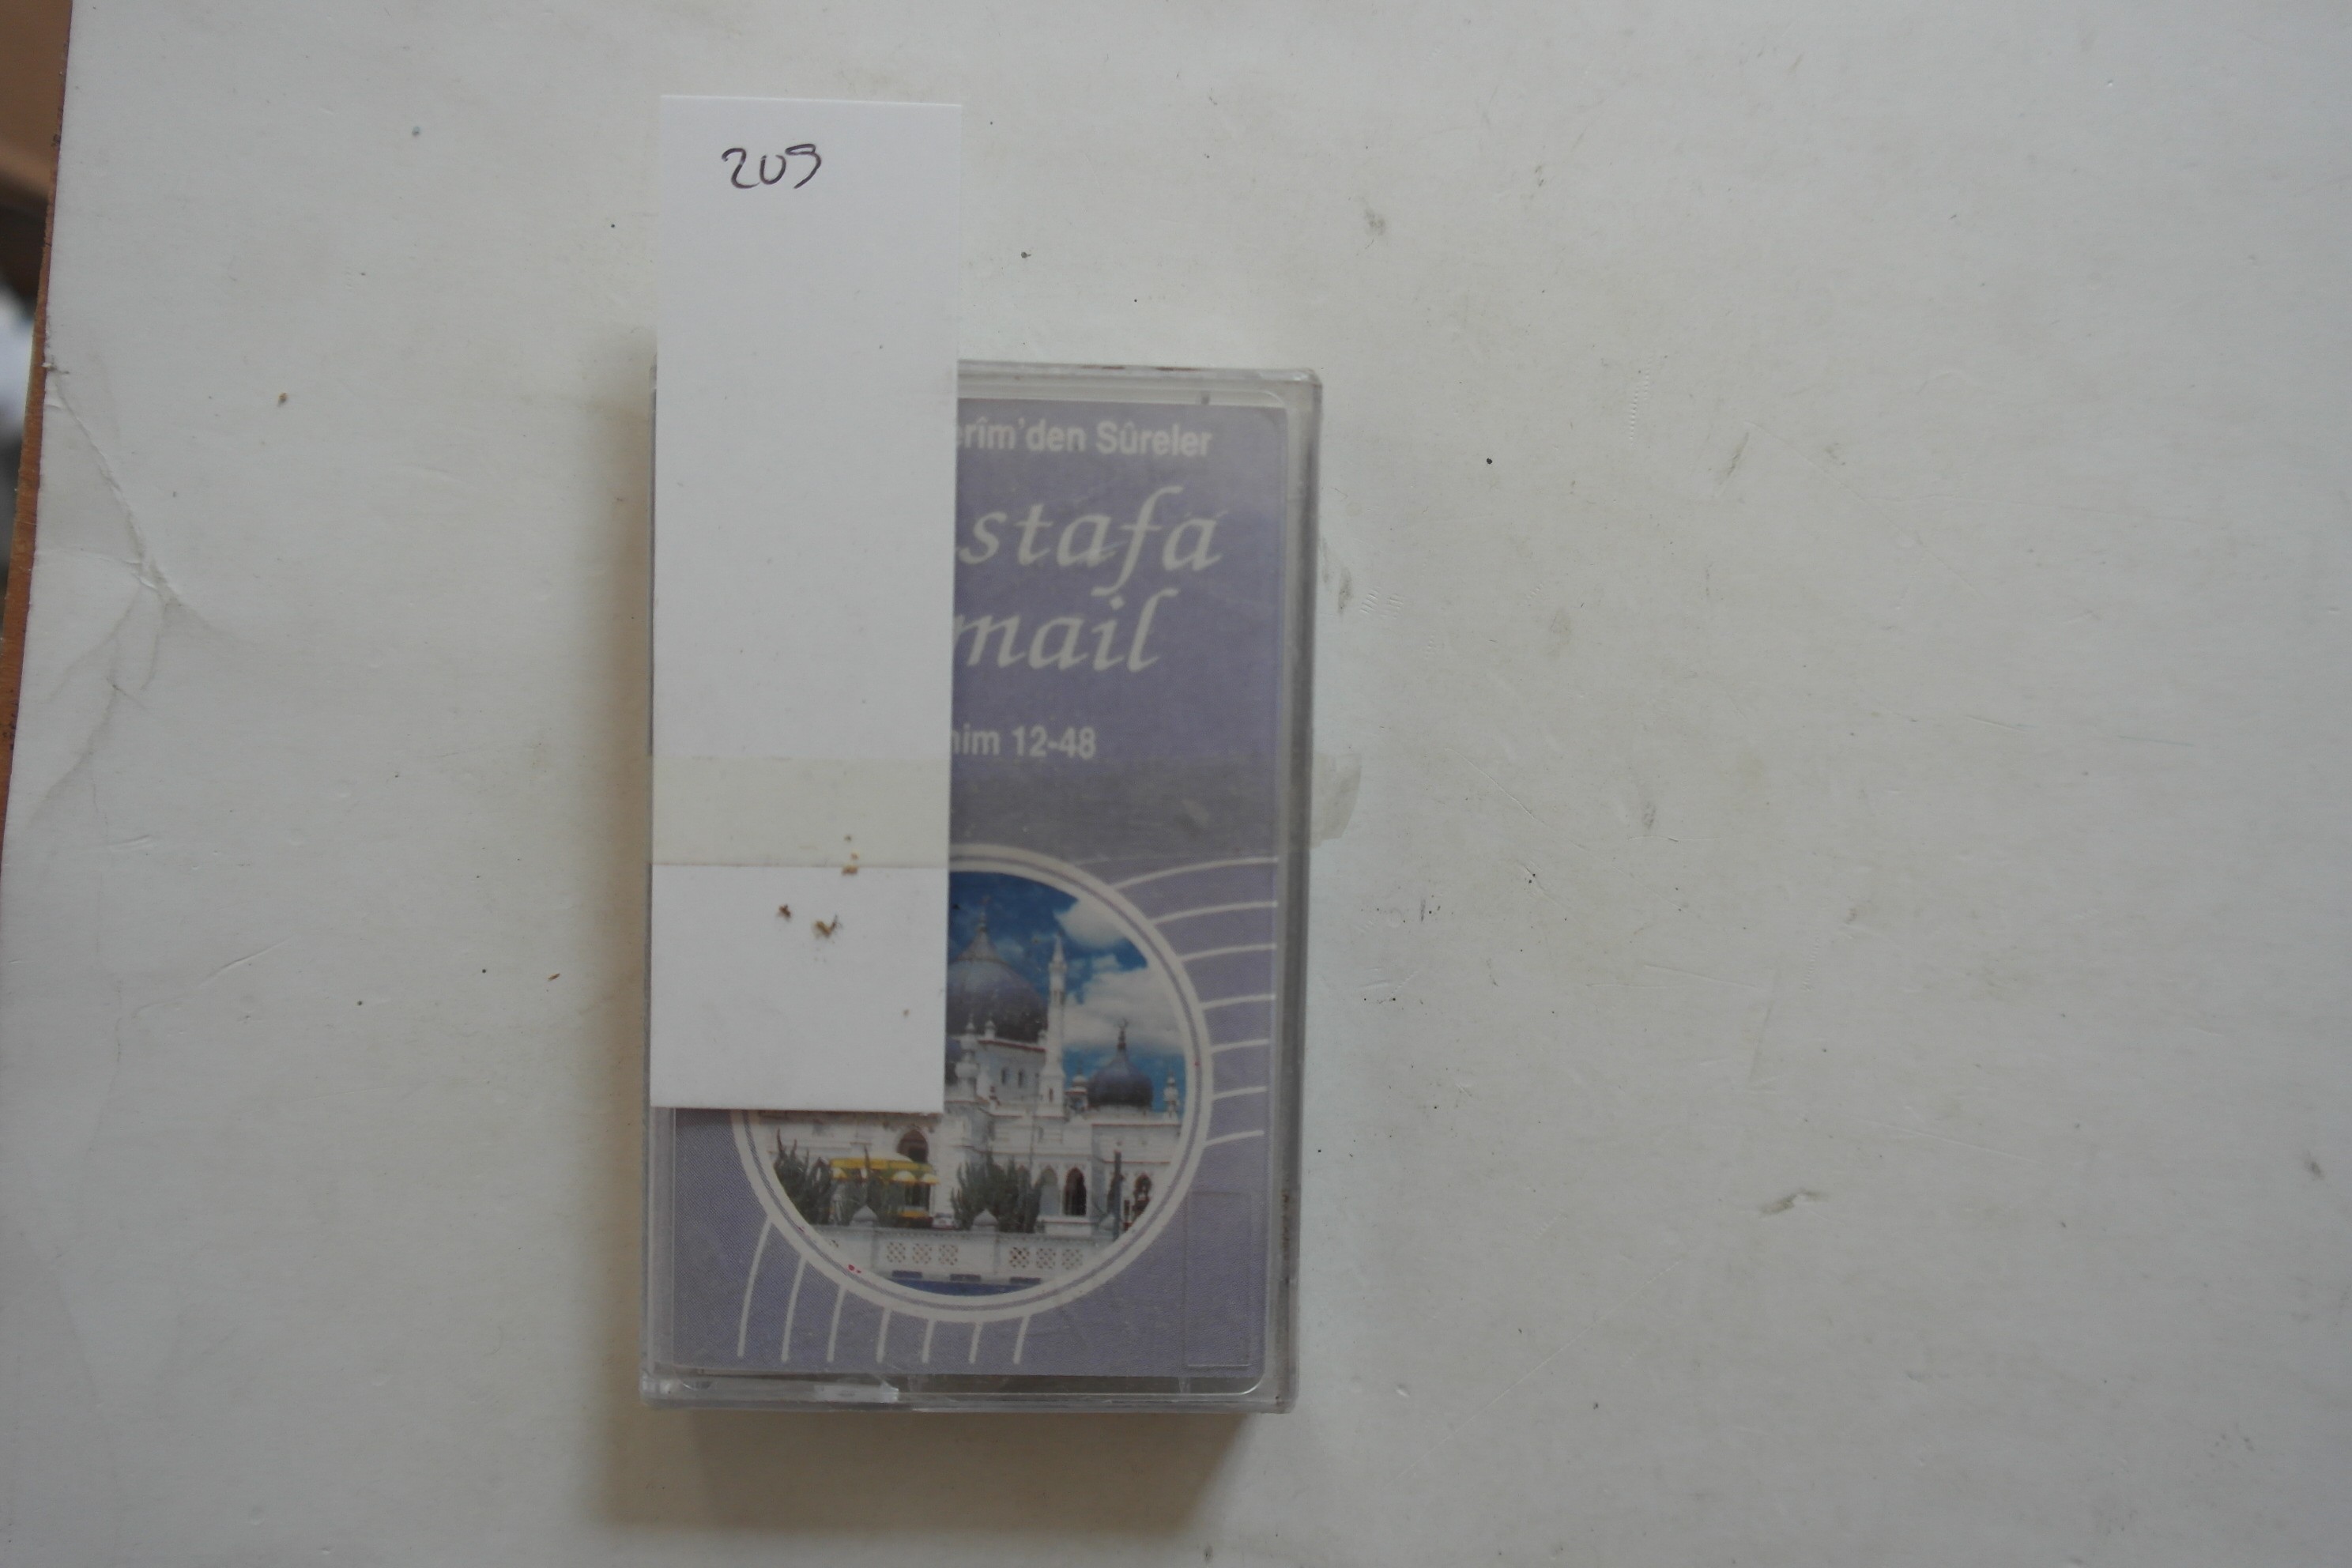 209
erîm'den Sûreler
stafa
mail
him 12-48